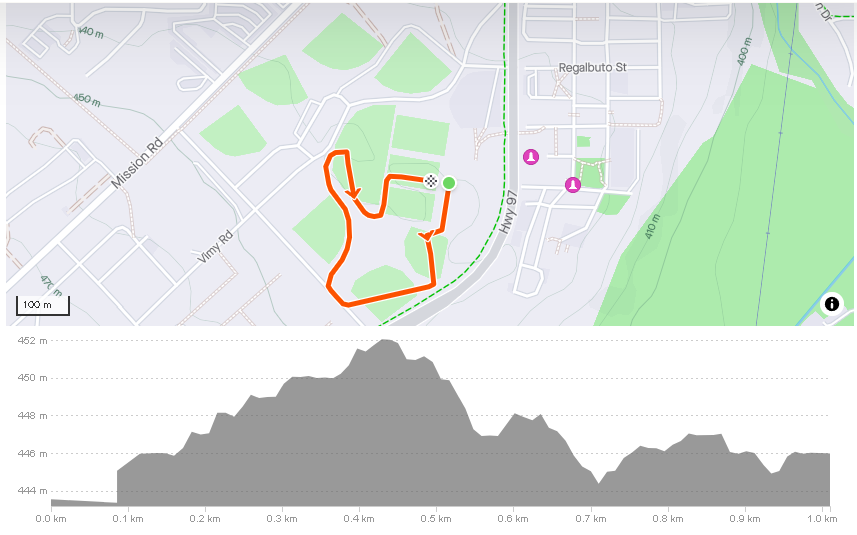 40 m
n Dr
400 m
Regalbuto St
450 m
Mission Rd
Hwy 97
410 m
Vimy Rd
470 m
100 m
452 m
450 m
448 m
446 m
444 m
0.0 km 0.1 km 0.2 km 0.3 km 0.4 km 0.5 km 0.6 km 0.7 km 0.8 km 0.9 km 1.0 km